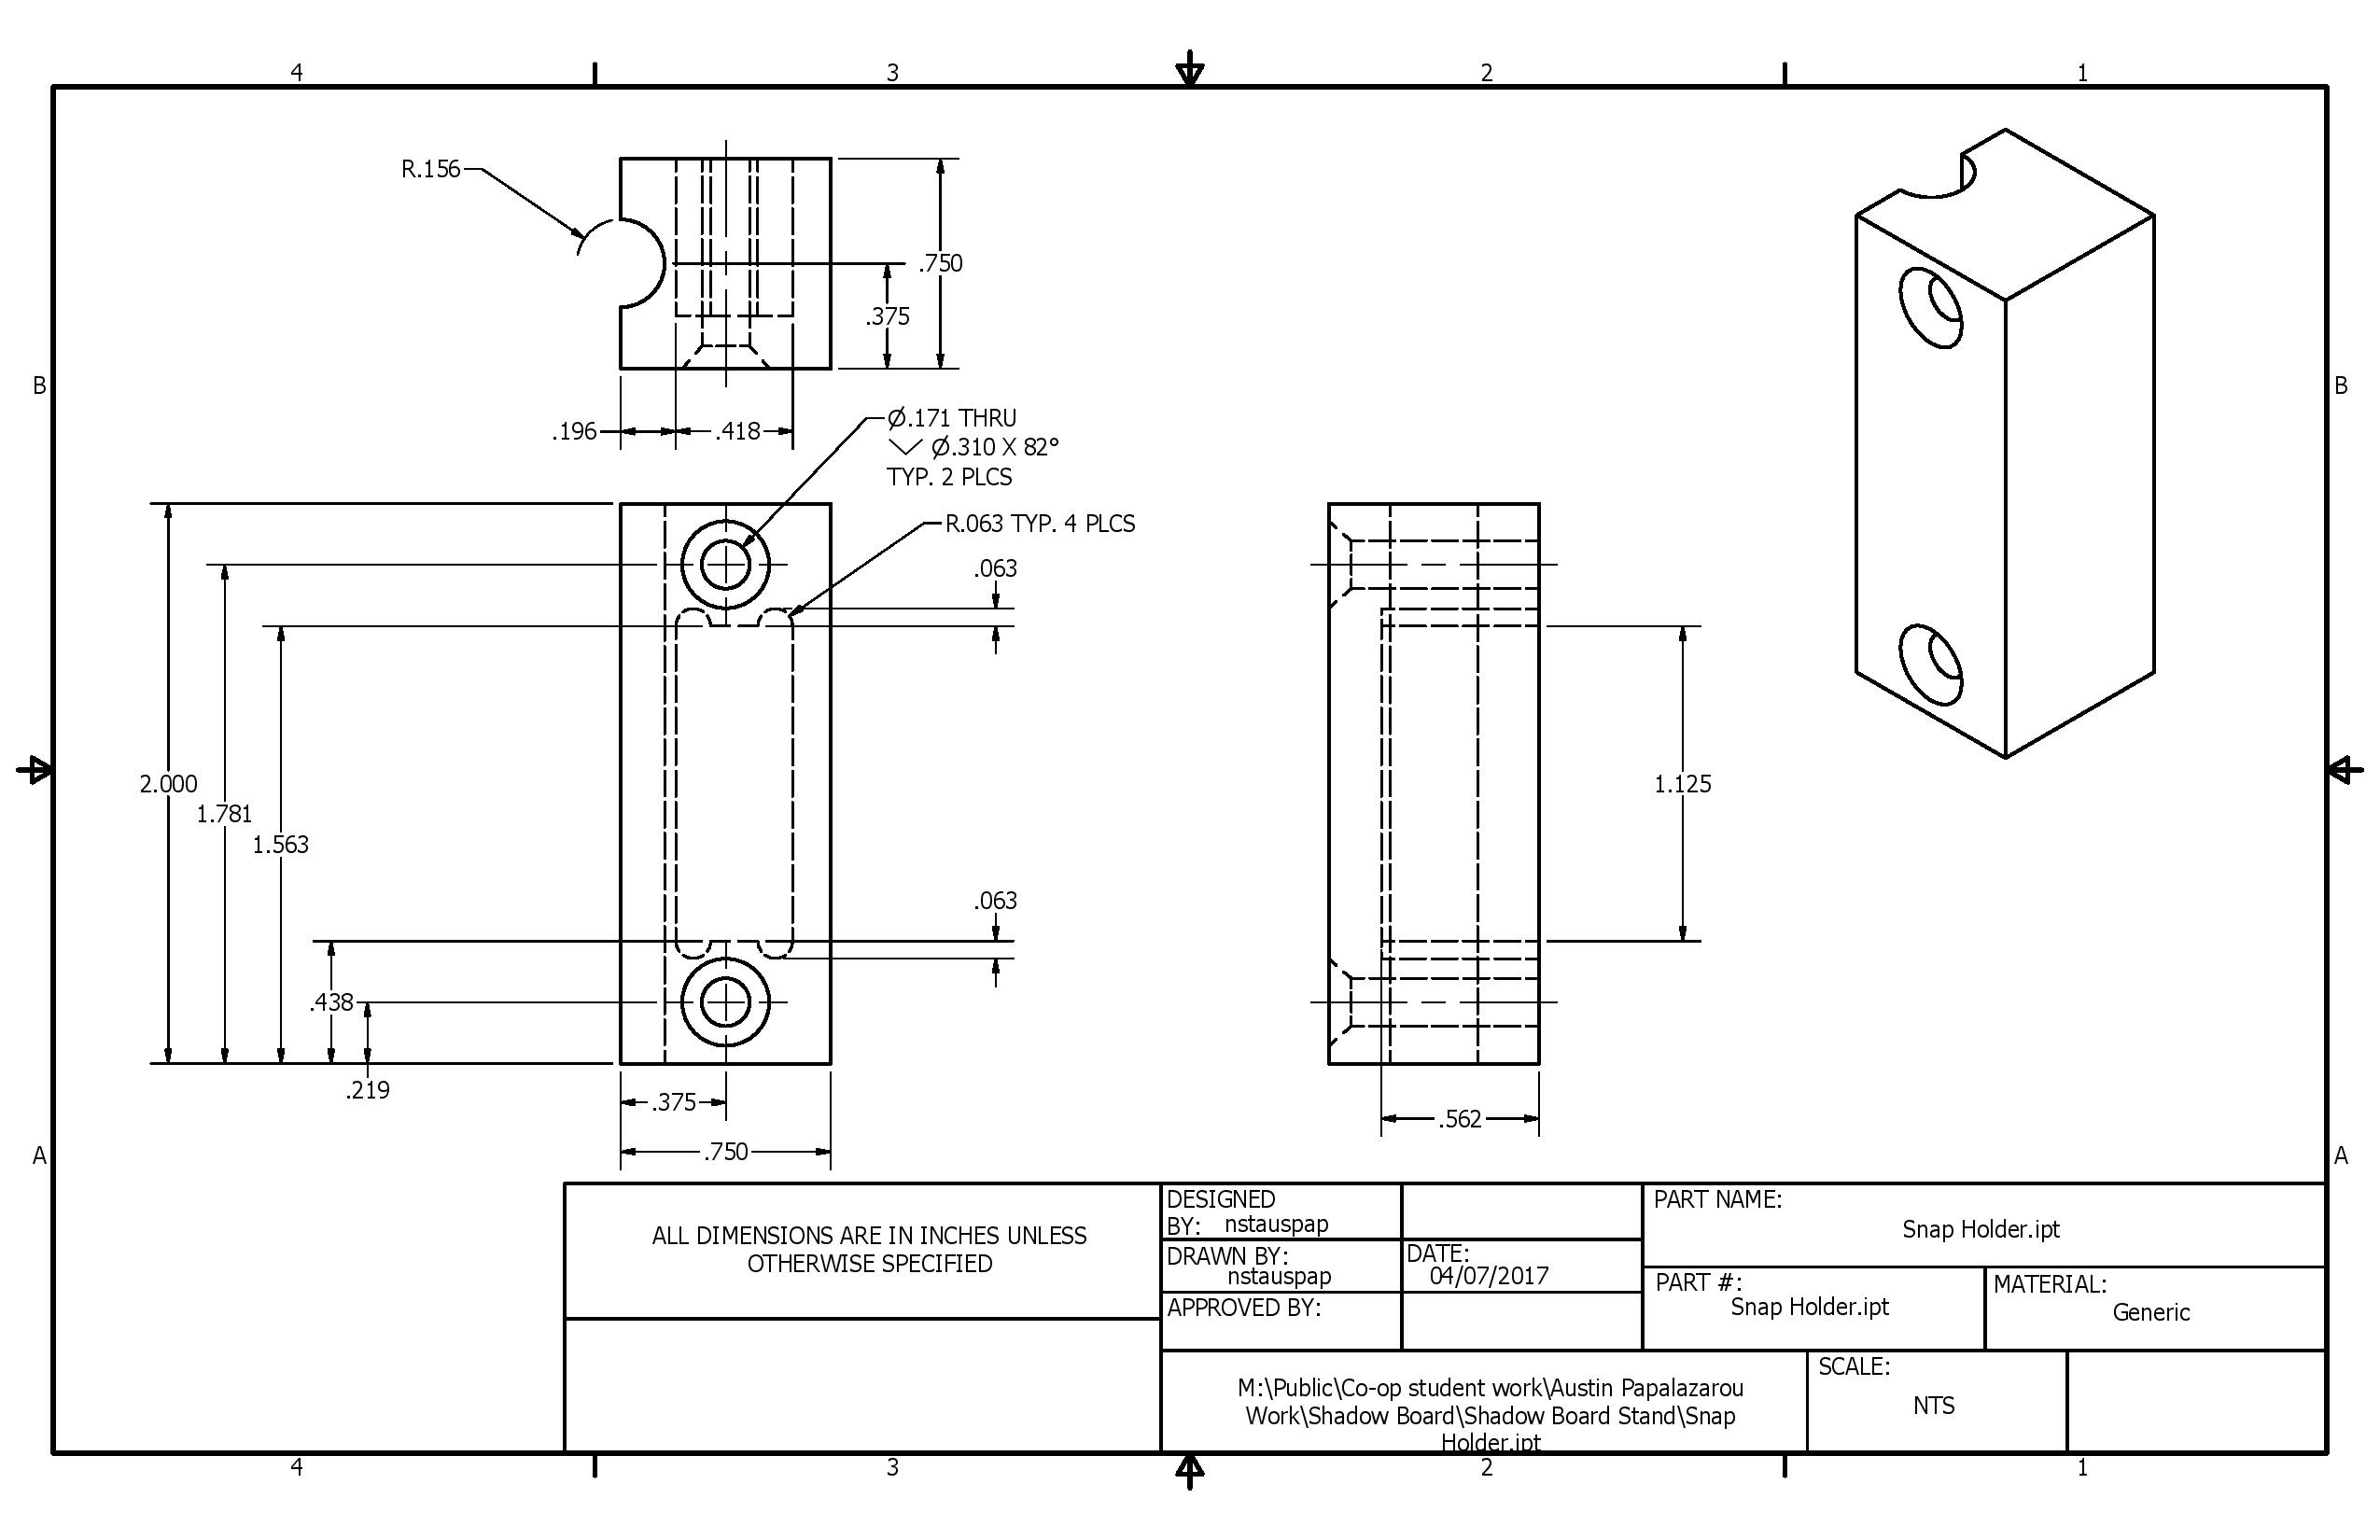 4 3 2 1
R.156
.750
.375
B B
.196 .418
Ø.171 THRU
Ø.310 X 82°
TYP. 2 PLCS
R.063 TYP. 4 PLCS
.063
2.000
1.125
1.781
1.563
.063
.438
.219
.375
.562
.750
A A
ALL DIMENSIONS ARE IN INCHES UNLESS
OTHERWISE SPECIFIED
DESIGNED
BY: nstauspap
DRAWN BY:
nstauspap
DATE:
04/07/2017
APPROVED BY:
PART NAME:
Snap Holder.ipt
PART #:
Snap Holder.ipt
MATERIAL:
Generic
M:\Public\Co-op student work\Austin Papalazarou
Work\Shadow Board\Shadow Board Stand\Snap
Holder.ipt
SCALE:
NTS
4 3 2 1